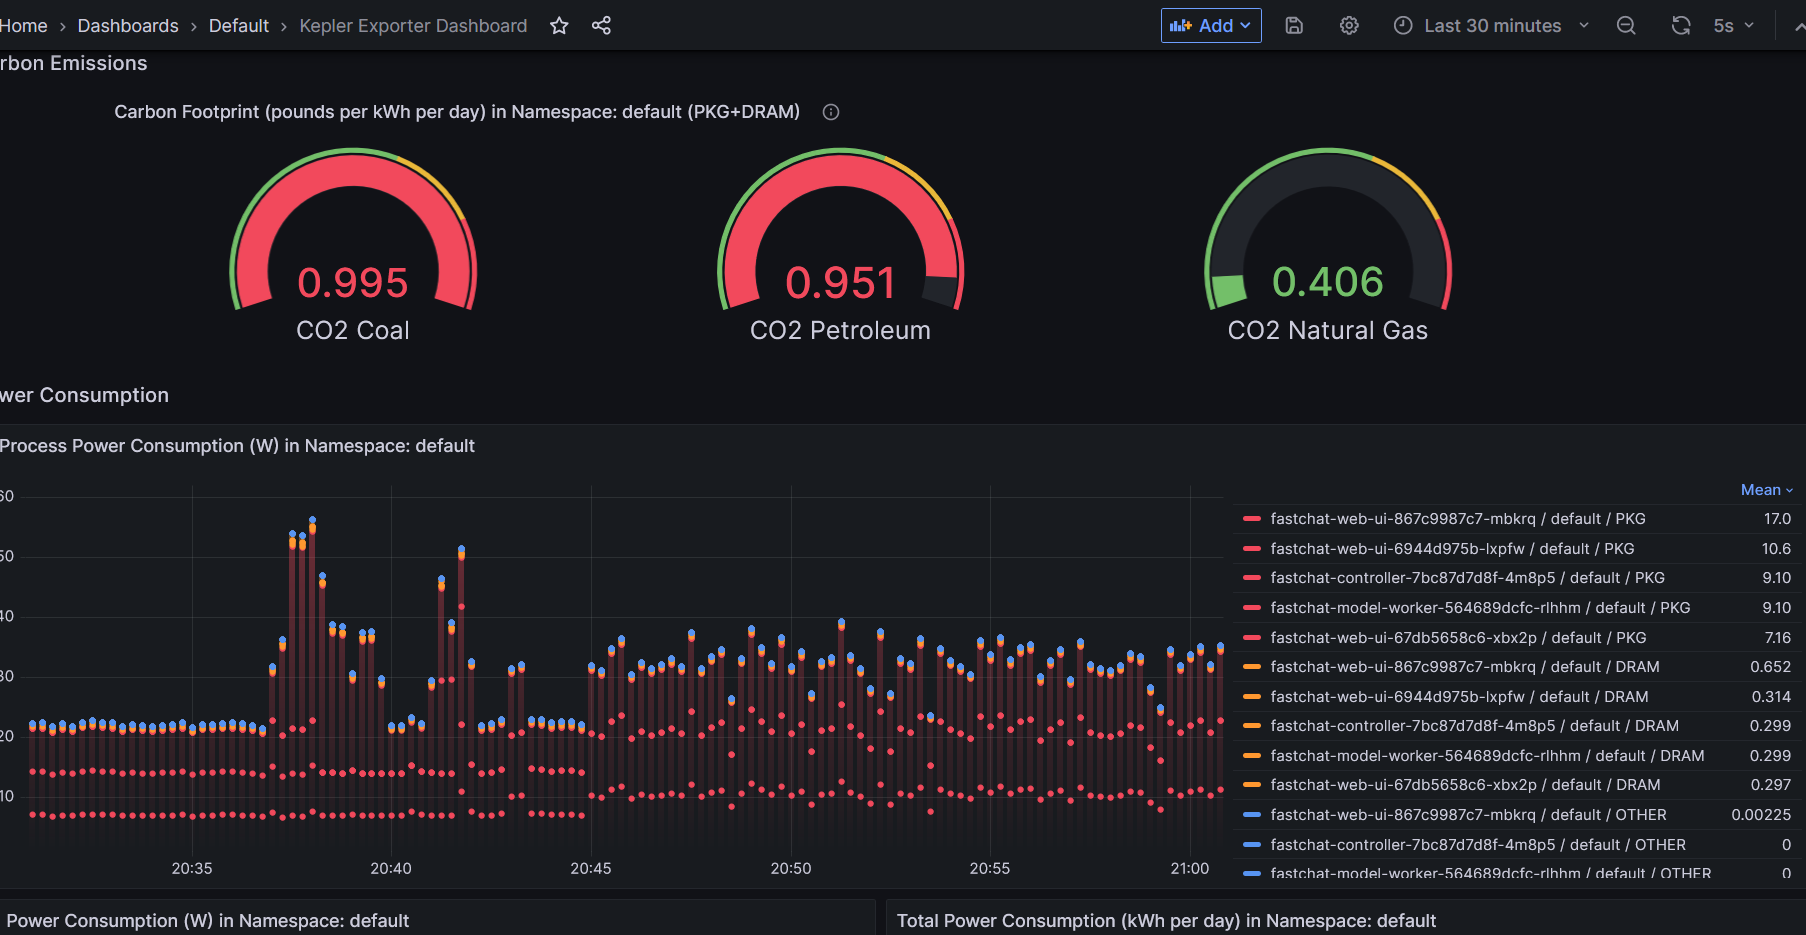 Home › Dashboards › Default › Kepler Exporter Dashboard Add Last 30 minutes 5s
rbon Emissions
Carbon Footprint (pounds per kWh per day) in Namespace: default (PKG+DRAM)
0.995 0.951 0.406
CO2 Coal CO2 Petroleum CO2 Natural Gas
wer Consumption
Process Power Consumption (W) in Namespace: default
Mean
60
50
40
30
20
10
20:35 20:40 20:45 20:50 20:55 21:00
fastchat-web-ui-867c9987c7-mbkrq / default / PKG 17.0
fastchat-web-ui-6944d975b-lxpfw / default / PKG 10.6
fastchat-controller-7bc87d7d8f-4m8p5 / default / PKG 9.10
fastchat-model-worker-564689dcfc-rlhhm / default / PKG 9.10
fastchat-web-ui-67db5658c6-xbx2p / default / PKG 7.16
fastchat-web-ui-867c9987c7-mbkrq / default / DRAM 0.652
fastchat-web-ui-6944d975b-lxpfw / default / DRAM 0.314
fastchat-controller-7bc87d7d8f-4m8p5 / default / DRAM 0.299
fastchat-model-worker-564689dcfc-rlhhm / default / DRAM 0.299
fastchat-web-ui-67db5658c6-xbx2p / default / DRAM 0.297
fastchat-web-ui-867c9987c7-mbkrq / default / OTHER 0.00225
fastchat-controller-7bc87d7d8f-4m8p5 / default / OTHER 0
fastchat-model-worker-564689dcfc-rlhhm / default / OTHER 0
Power Consumption (W) in Namespace: default
Total Power Consumption (kWh per day) in Namespace: default